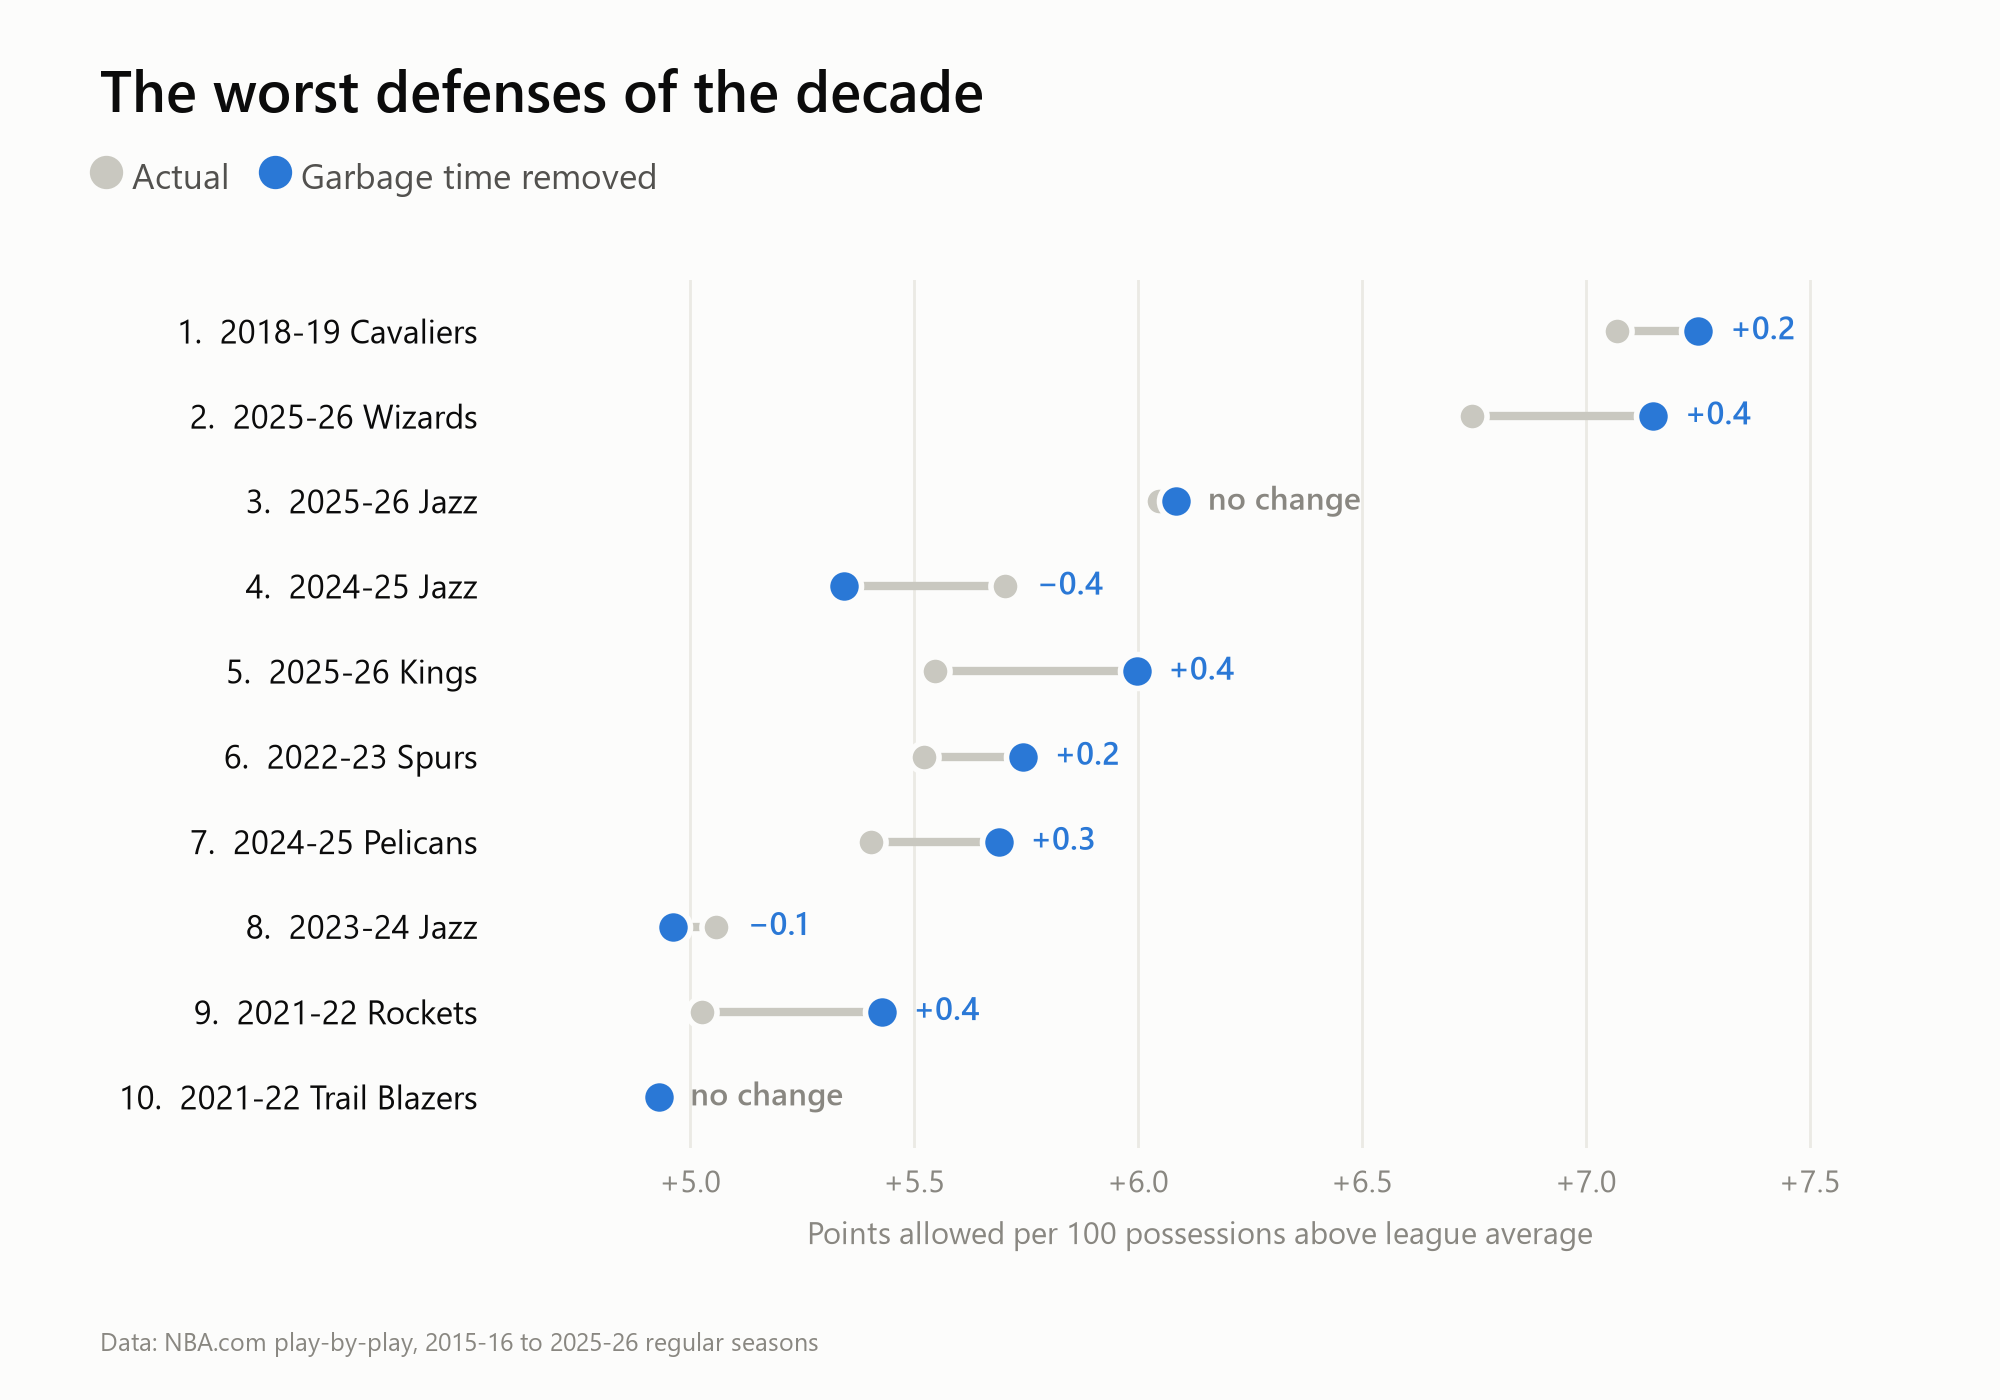 The worst defenses of the decade
Actual Garbage time removed
1. 2018-19 Cavaliers +0.2
2. 2025-26 Wizards +0.4
3. 2025-26 Jazz no change
4. 2024-25 Jazz −0.4
5. 2025-26 Kings +0.4
6. 2022-23 Spurs +0.2
7. 2024-25 Pelicans +0.3
8. 2023-24 Jazz −0.1
9. 2021-22 Rockets +0.4
10. 2021-22 Trail Blazers no change
+5.0 +5.5 +6.0 +6.5 +7.0 +7.5
Points allowed per 100 possessions above league average
Data: NBA.com play-by-play, 2015-16 to 2025-26 regular seasons